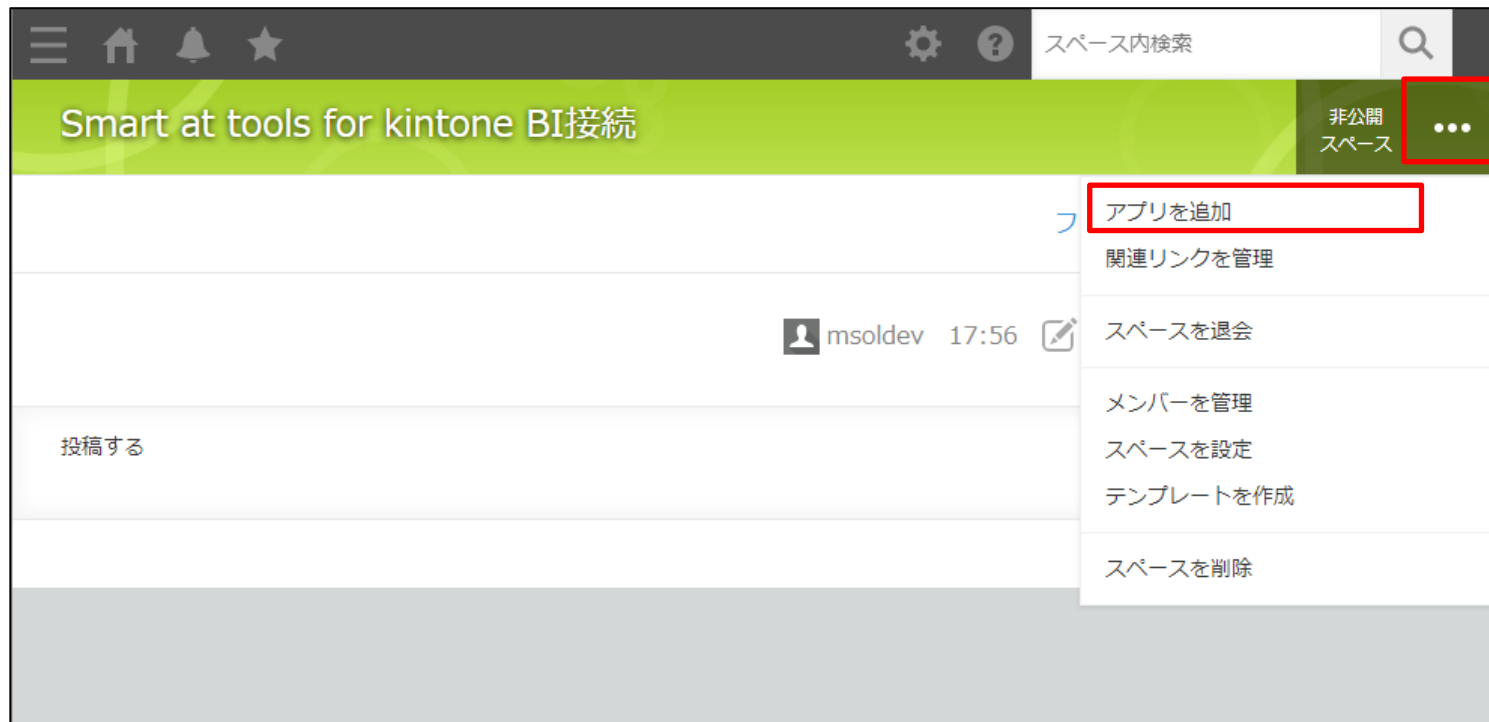 スペース内検索
Smart at tools for kintone BI接続
非公開
スペース
フ
アプリを追加
関連リンクを管理
msoldev 17:56
スペースを退会
メンバーを管理
投稿する
スペースを設定
テンプレートを作成
スペースを削除